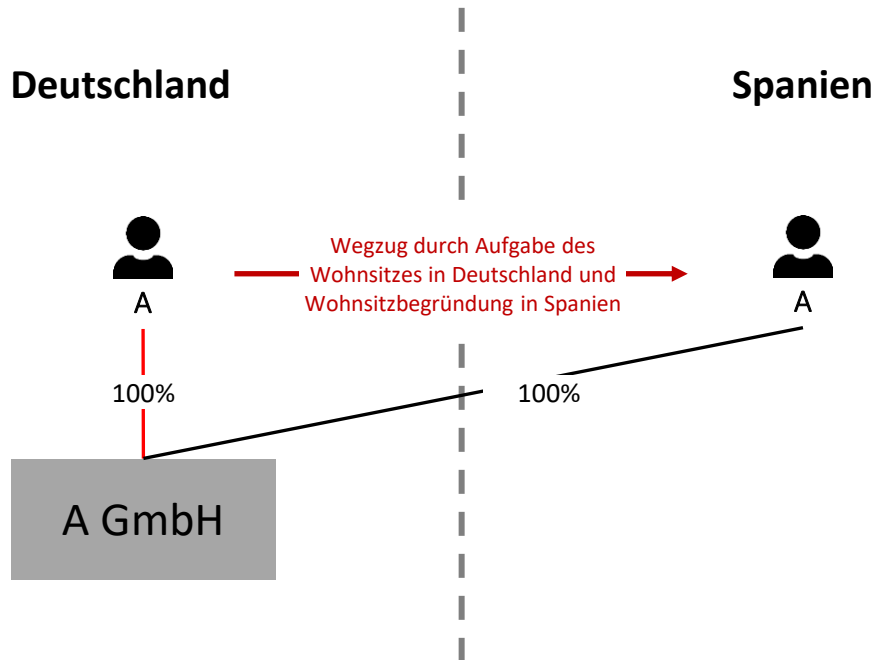 Deutschland
Spanien
Wegzug durch Aufgabe des
Wohnsitzes in Deutschland und
Wohnsitzbegründung in Spanien
A
A
100%
100%
A GmbH